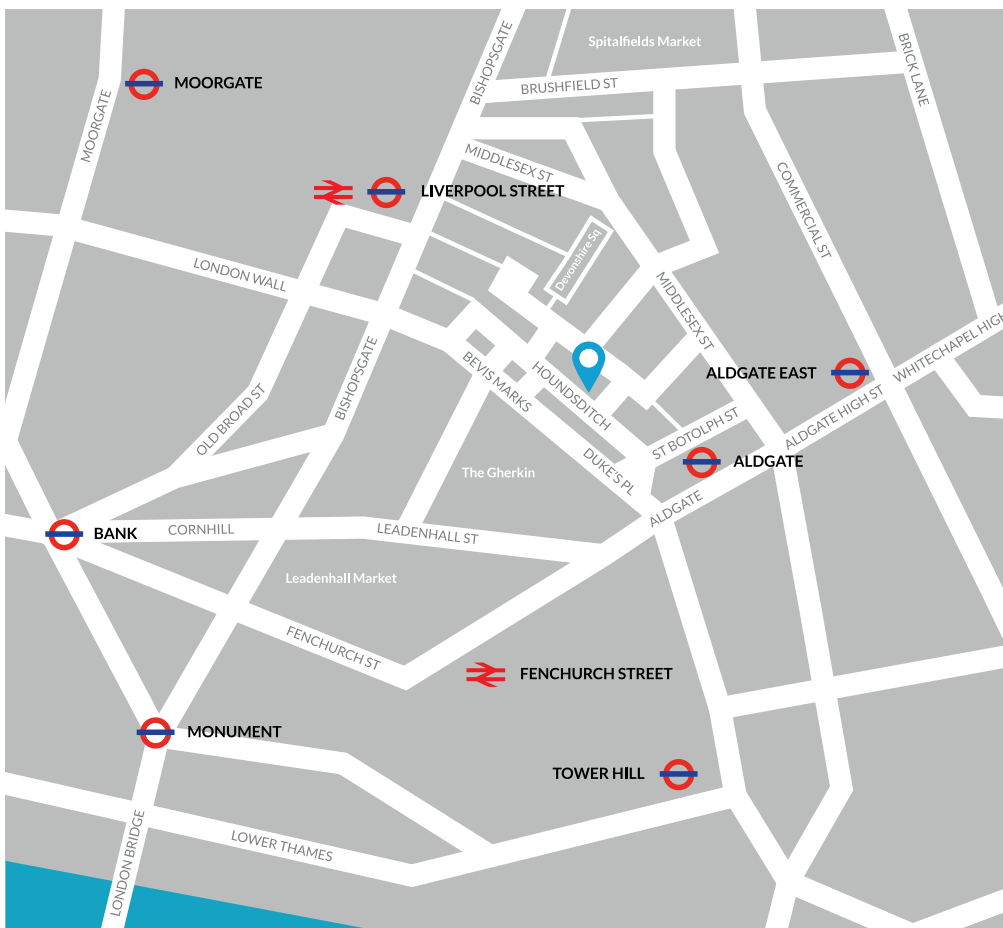 Spitalfields Market
BISHOPSGATE
BRICK LANE
MOORGATE
BRUSHFIELD ST
MOORGATE
MIDDLESEX ST
COMMERCIAL ST
LIVERPOOL STREET
Devonshire Sq
LONDON WALL
MIDDLESEX ST
WHITECHAPEL HIGH
BISHOPSGATE
BEVIS MARKS
HOUNDSDITCH
ALDGATE EAST
OLD BROAD ST
ST BOTOLPH ST
ALDGATE HIGH ST
The Gherkin
DUKE'S PL
ALDGATE
ALDGATE
BANK
CORNHILL
LEADENHALL ST
Leadenhall Market
FENCHURCH ST
FENCHURCH STREET
MONUMENT
TOWER HILL
LOWER THAMES
LONDON BRIDGE